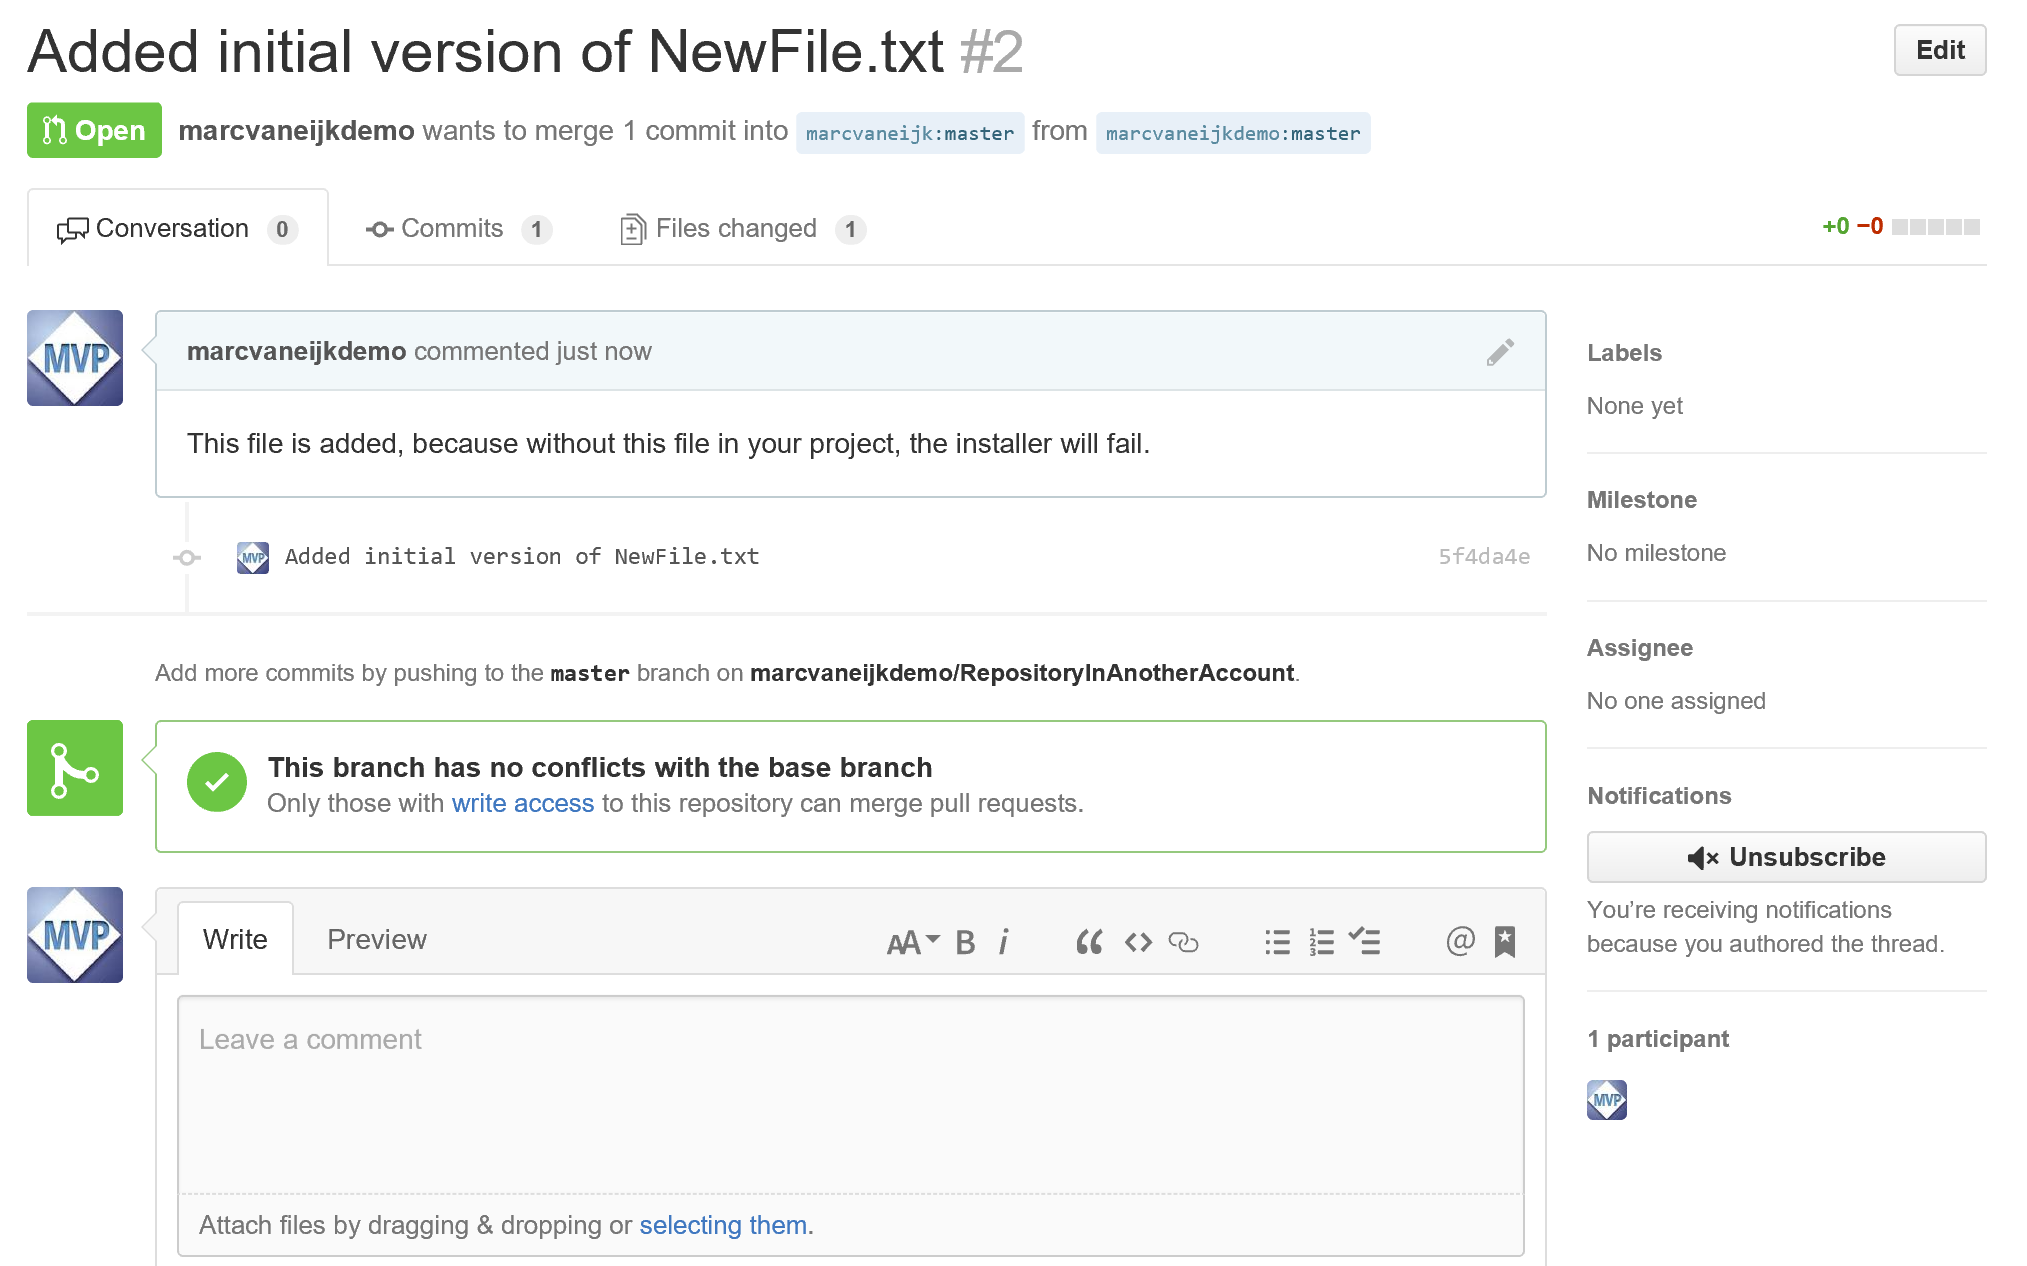 Added initial version of NewFile.txt #2
Edit
Open marcvaneijkdemo wants to merge 1 commit into marcvaneijk:master from marcvaneijkdemo:master
Conversation 0 Commits 1 Files changed 1 +0 −0
MVP
marcvaneijkdemo commented just now
This file is added, because without this file in your project, the installer will fail.
MVP Added initial version of NewFile.txt 5f4da4e
Add more commits by pushing to the master branch on marcvaneijkdemo/RepositoryInAnotherAccount.
This branch has no conflicts with the base branch
Only those with write access to this repository can merge pull requests.
MVP
Write Preview AA B i “ <> 1 2 3 @
Leave a comment
Attach files by dragging & dropping or selecting them.
Labels
None yet
Milestone
No milestone
Assignee
No one assigned
Notifications
Unsubscribe
You’re receiving notifications
because you authored the thread.
1 participant
MVP